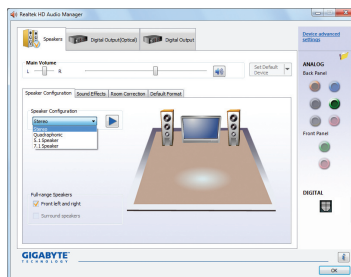 Realtek HD Audio Manager
Speakers
Digital Output(Optical)
Digital Output
Device advanced
settings
Main Volume
L
R
Set Default
Device
ANALOG
Back Panel
Speaker Configuration
Sound Effects
Room Correction
Default Format
Speaker Configuration
Stereo
Stereo
Quadraphonic
5.1 Speaker
7.1 Speaker
Front Panel
Full-range Speakers
Front left and right
Surround speakers
DIGITAL
GIGABYTE
TECHNOLOGY
OK